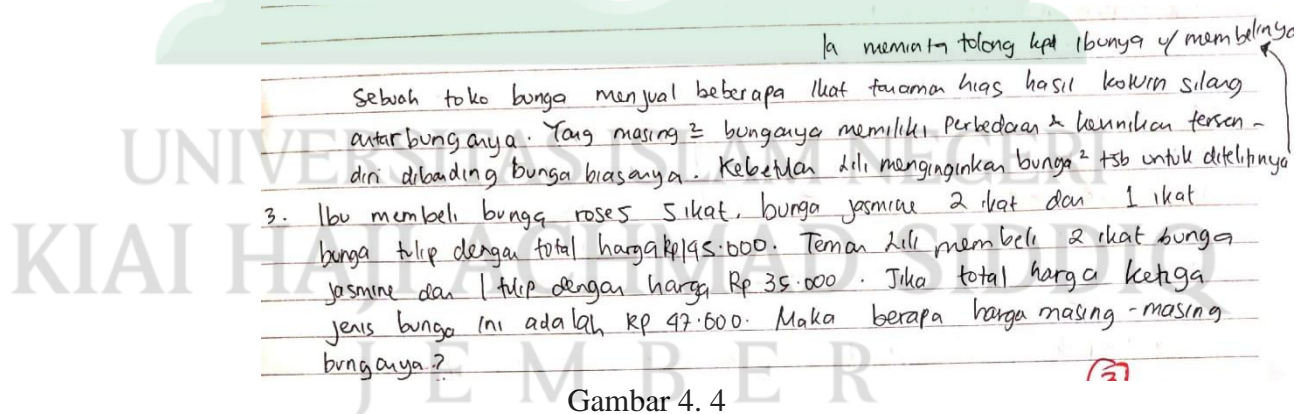 Ia meminta tolong kpd Ibunya u/ membelinya
Sebuah toko bunga menjual beberapa Ikat tanaman hias hasil kawin silang
antar bunganya. Yang masing² bunganya memiliki Perbedaan & keunikan tersen-
diri dibanding bunga biasanya. Kebetulan Lili menginginkan bunga² tsb untuk ditelitinya
3. Ibu membeli bunga roses 5 ikat, bunga jasmine 2 ikat dan 1 ikat
bunga tulip dengan total harga Rp 195.000. Teman Lili membeli 2 ikat bunga
jasmine dan 1 tulip dengan harga Rp 35.000. Jika total harga ketiga
jenis bunga ini adalah Rp 47.000. Maka berapa harga masing-masing
bunganya?
UNIVERSITAS ISLAM NEGERI
KIAI HAJI ACHMAD SIDDIQ
JEMBER
Gambar 4. 4